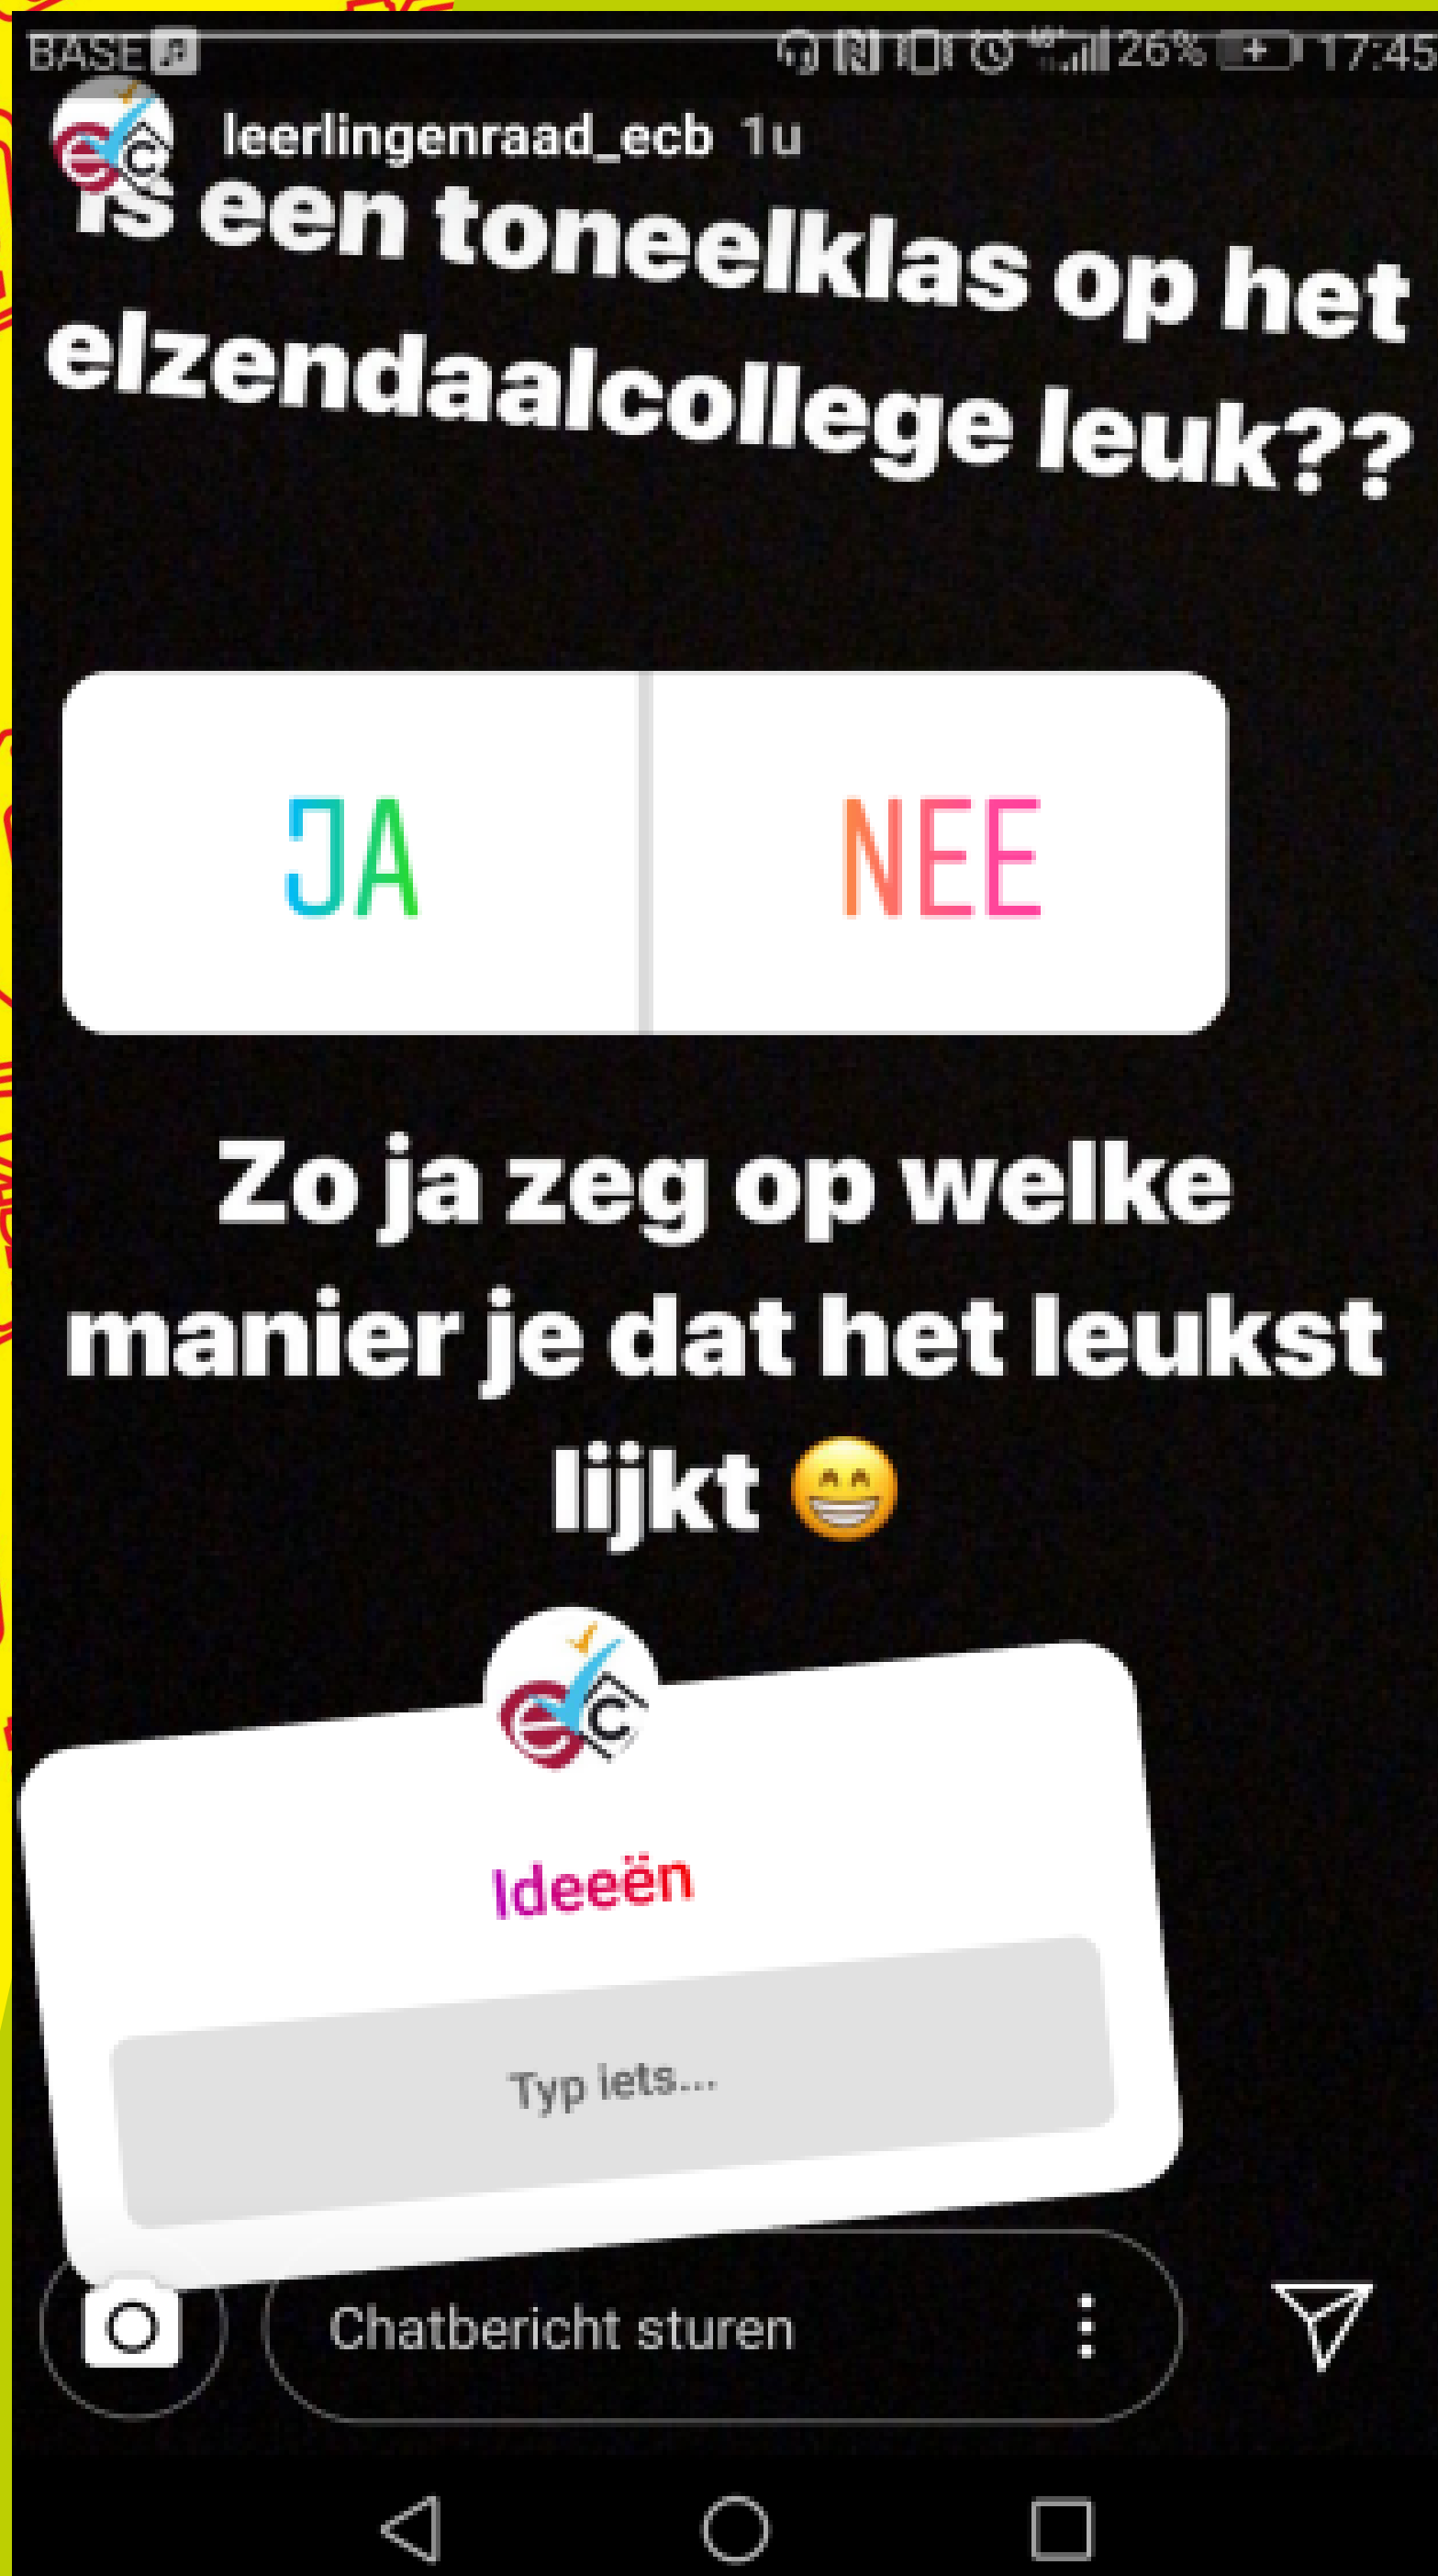 BASE 26% 17:45
leerlingenraad_ecb 1u
is een toneelklas op het
elzendaalcollege leuk??
JA NEE
Zo ja zeg op welke
manier je dat het leukst
lijkt 😁
Ideeën
Typ iets...
Chatbericht sturen